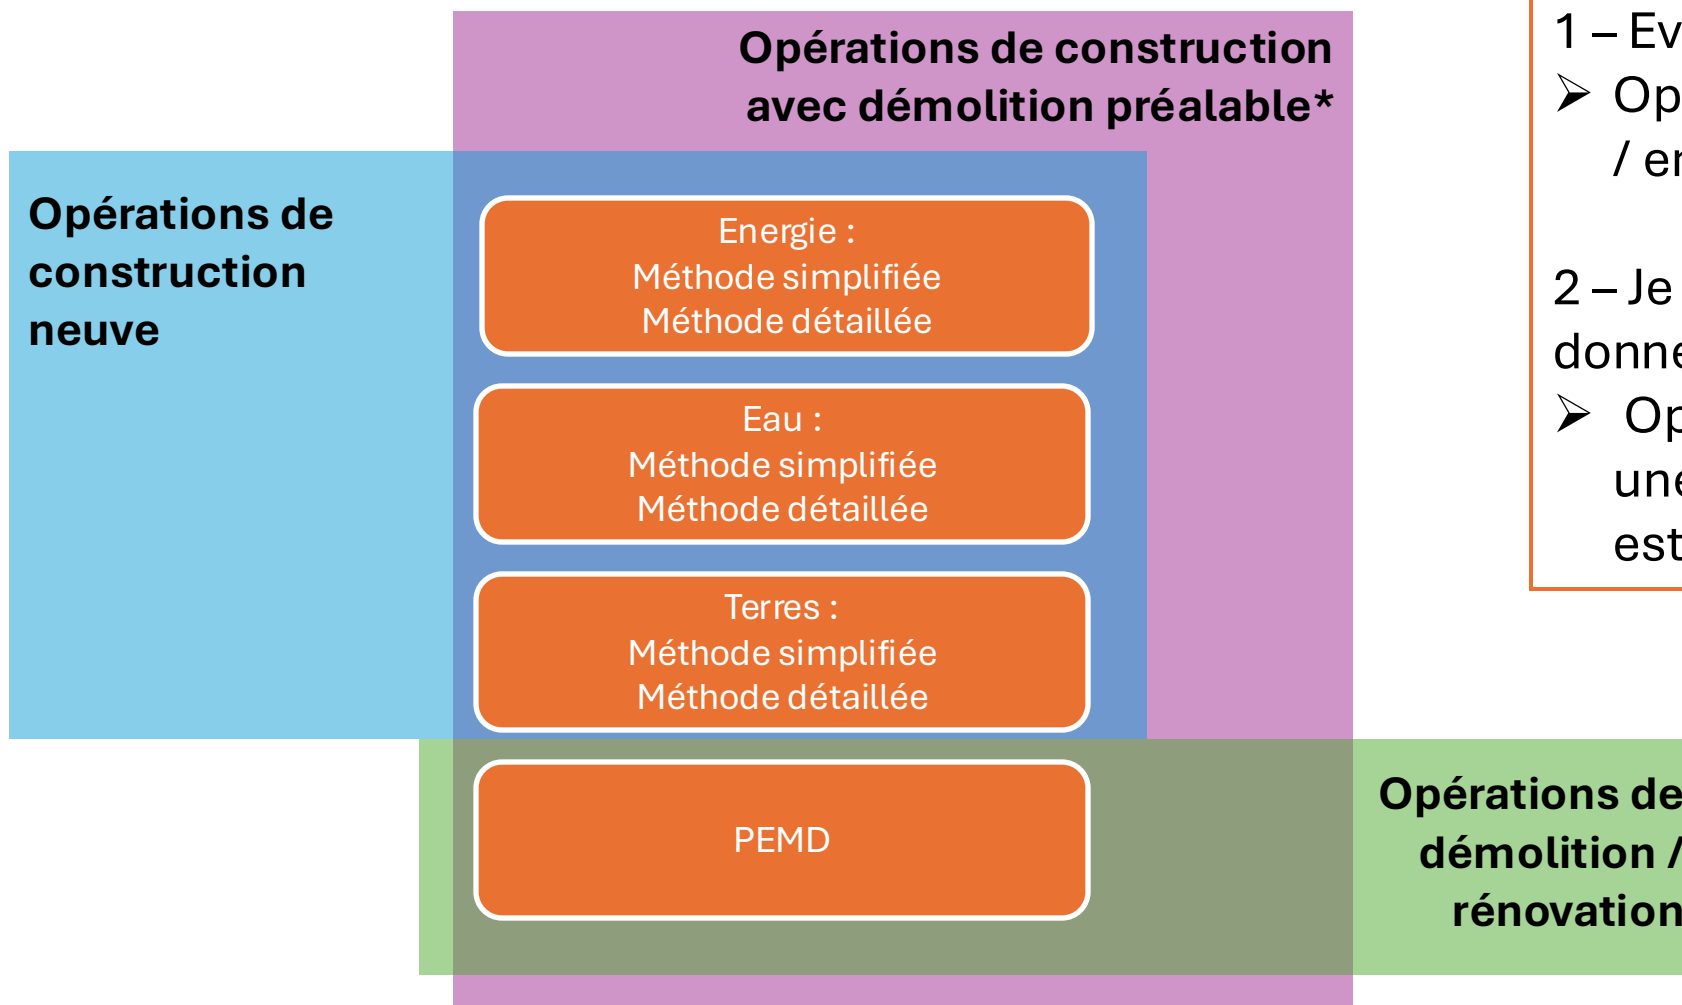 Opérations de construction
avec démolition préalable*
Opérations de
construction
neuve
Energie :
Méthode simplifiée
Méthode détaillée
Eau :
Méthode simplifiée
Méthode détaillée
Terres :
Méthode simplifiée
Méthode détaillée
PEMD
Opérations de
démolition /
rénovation
1 – Ev
➢ Op
/ er
2 – Je
donne
➢ Op
une
est